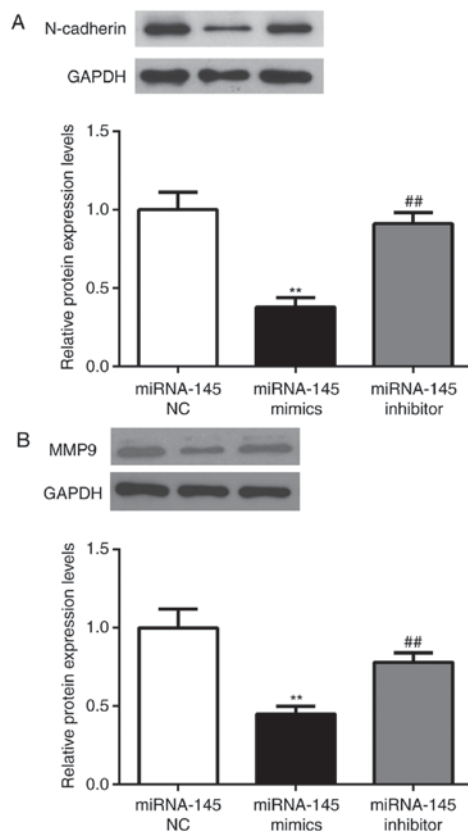 A
N-cadherin
GAPDH
Relative protein expression levels
1.5
1.0
0.5
0.0
**
##
miRNA-145 NC
miRNA-145 mimics
miRNA-145 inhibitor
B
MMP9
GAPDH
Relative protein expression levels
1.5
1.0
0.5
0.0
**
##
miRNA-145 NC
miRNA-145 mimics
miRNA-145 inhibitor